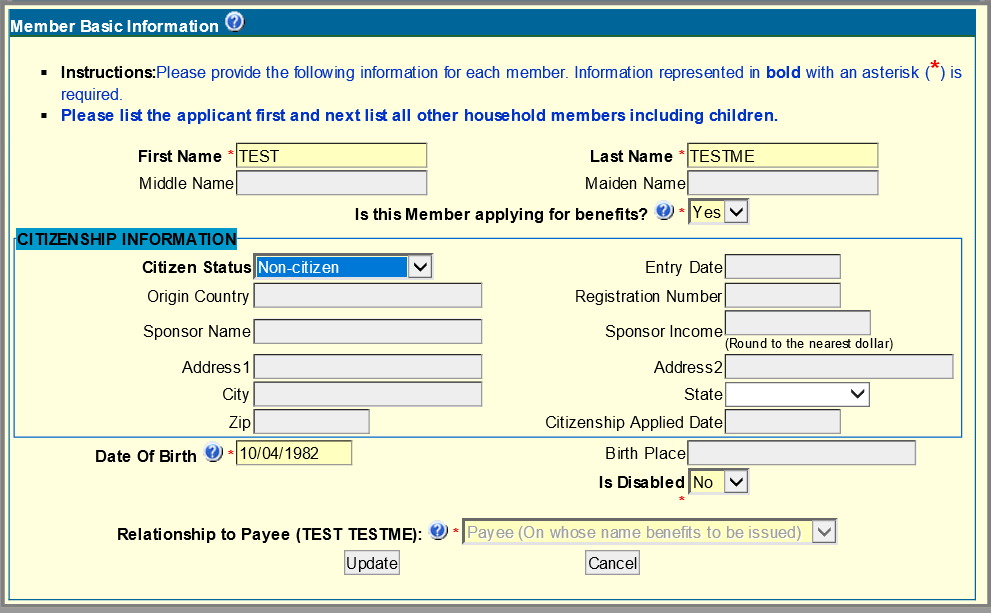 Member Basic Information ?
▪ Instructions:Please provide the following information for each member. Information represented in bold with an asterisk (*) is
required.
▪ Please list the applicant first and next list all other household members including children.
First Name * TEST Last Name * TESTME
Middle Name Maiden Name
Is this Member applying for benefits? ? * Yes
CITIZENSHIP INFORMATION
Citizen Status Non-citizen Entry Date
Origin Country Registration Number
Sponsor Name Sponsor Income
(Round to the nearest dollar)
Address1 Address2
City State
Zip Citizenship Applied Date
Date Of Birth ? * 10/04/1982 Birth Place
Is Disabled No
*
Relationship to Payee (TEST TESTME): ? * Payee (On whose name benefits to be issued)
Update Cancel